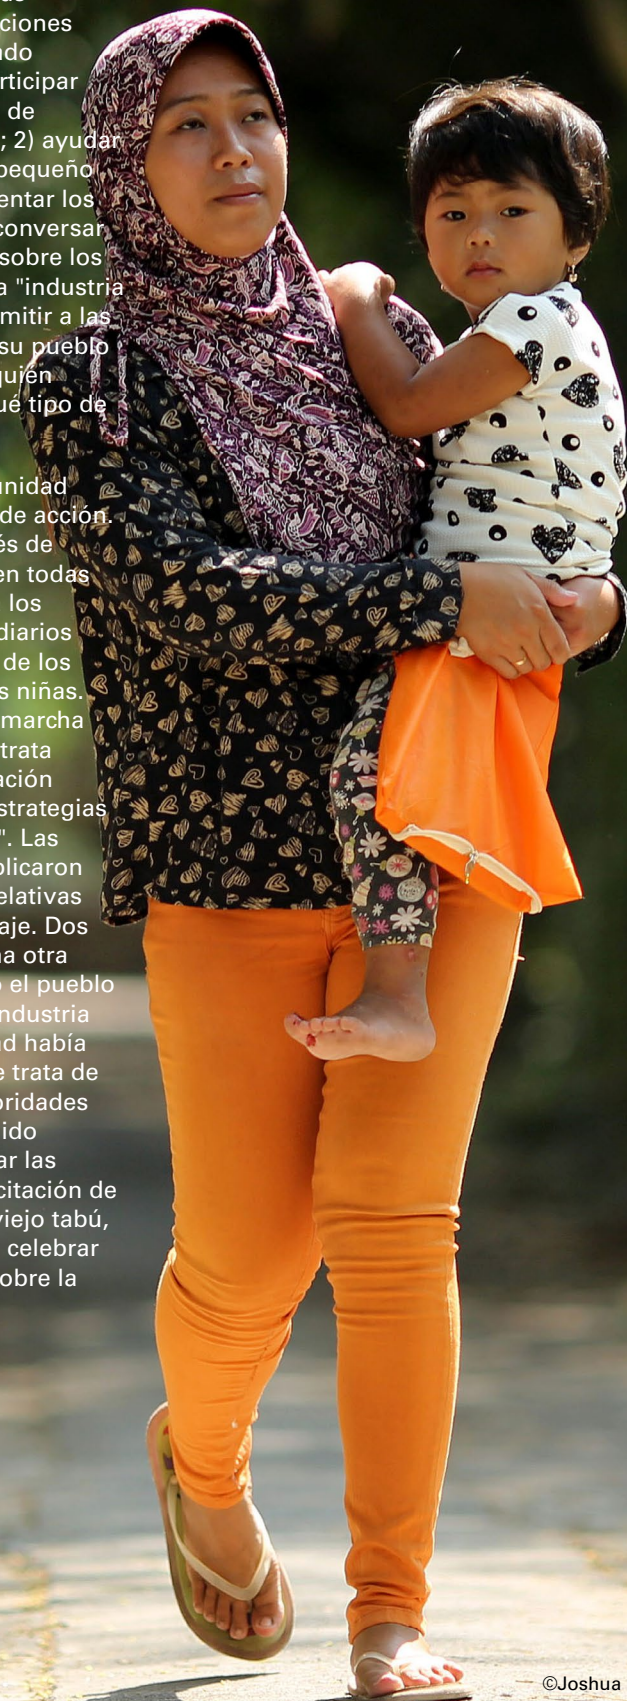 ciones
rticipar
de
; 2) ayudar
pequeño
entar los
conversar
sobre los
a "industria
mitir a las
su pueblo
quién
ué tipo de
unidad
de acción.
és de
en todas
los
diarios
de los
s niñas.
marcha
trata
ación
strategias
". Las
plicaron
elativas
aje. Dos
na otra
o el pueblo
ndustria
ad había
e trata de
oridades
ido
ar las
citación de
viejo tabú,
celebrar
obre la
©Joshua